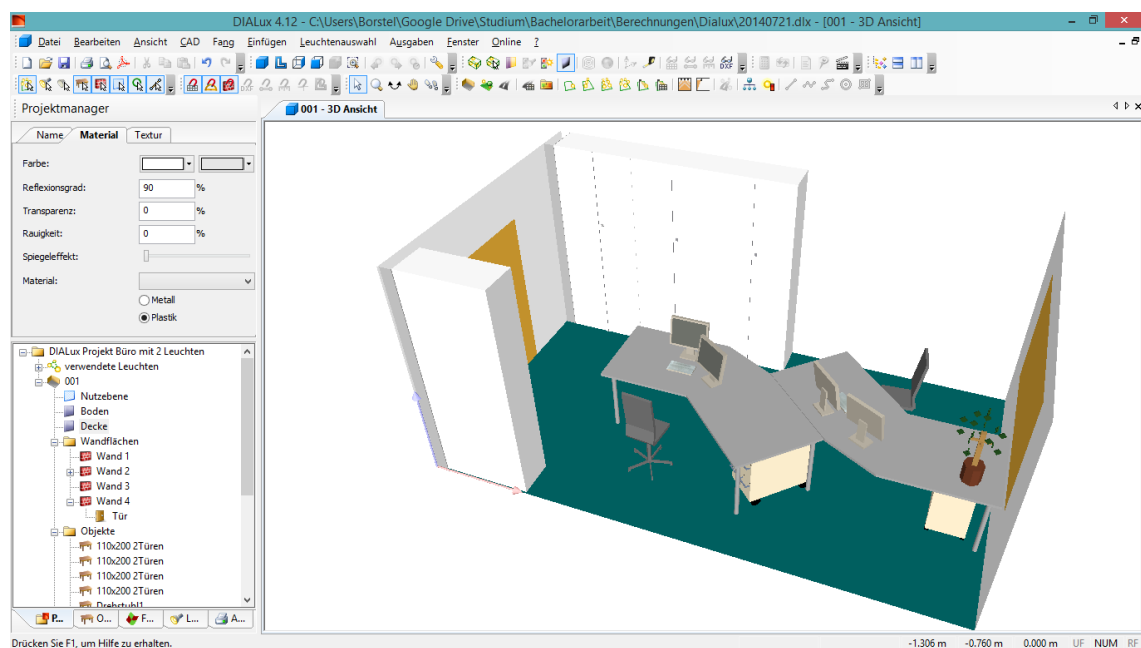 DIALux 4.12 - C:\Users\Borstel\Google Drive\Studium\Bachelorarbeit\Berechnungen\Dialux\20140721.dlx - [001 - 3D Ansicht]
Datei Bearbeiten Ansicht CAD Fang Einfügen Leuchtenauswahl Ausgaben Fenster Online ?
Projektmanager
001 - 3D Ansicht
Name Material Textur
Farbe:
Reflexionsgrad: 90 %
Transparenz: 0 %
Rauigkeit: 0 %
Spiegeleffekt:
Material:
Metall
Plastik
DIALux Projekt Büro mit 2 Leuchten
verwendete Leuchten
001
Nutzebene
Boden
Decke
Wandflächen
Wand 1
Wand 2
Wand 3
Wand 4
Tür
Objekte
110x200 2Türen
110x200 2Türen
110x200 2Türen
110x200 2Türen
Drehstuhl1
P... O... F... L... A...
Drücken Sie F1, um Hilfe zu erhalten. -1.306 m -0.760 m 0.000 m UF NUM RF